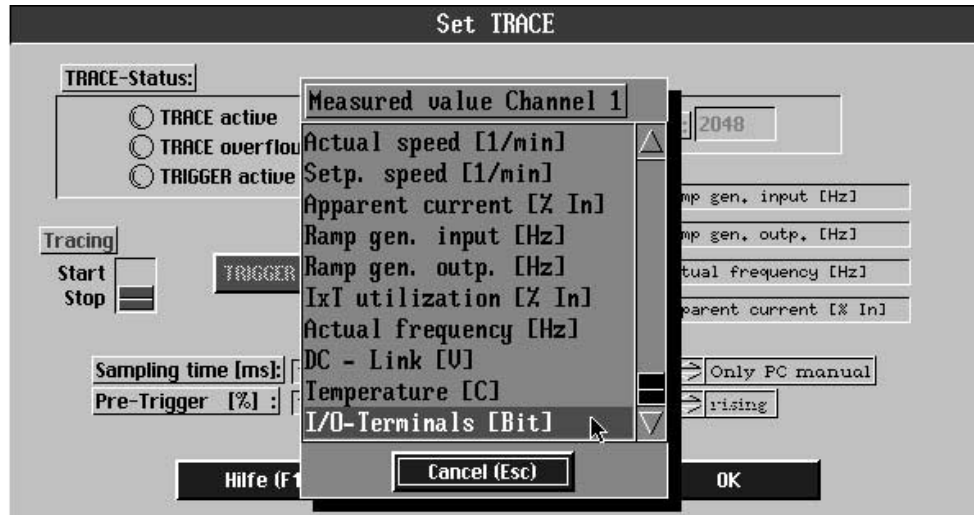 Set TRACE
TRACE-Status:
TRACE active
TRACE overflow
TRIGGER active
: 2048
Measured value Channel 1
Actual speed [1/min]
Setp. speed [1/min]
Apparent current [% In]
Ramp gen. input [Hz]
Ramp gen. outp. [Hz]
IxT utilization [% In]
Actual frequency [Hz]
DC - Link [V]
Temperature [C]
I/O-Terminals [Bit]
Cancel (Esc)
mp gen. input [Hz]
mp gen. outp. [Hz]
tual frequency [Hz]
parent current [% In]
Tracing
Start
Stop
TRIGGER
Sampling time [ms]:
Only PC manual
Pre-Trigger [%] :
rising
Hilfe (F1
OK